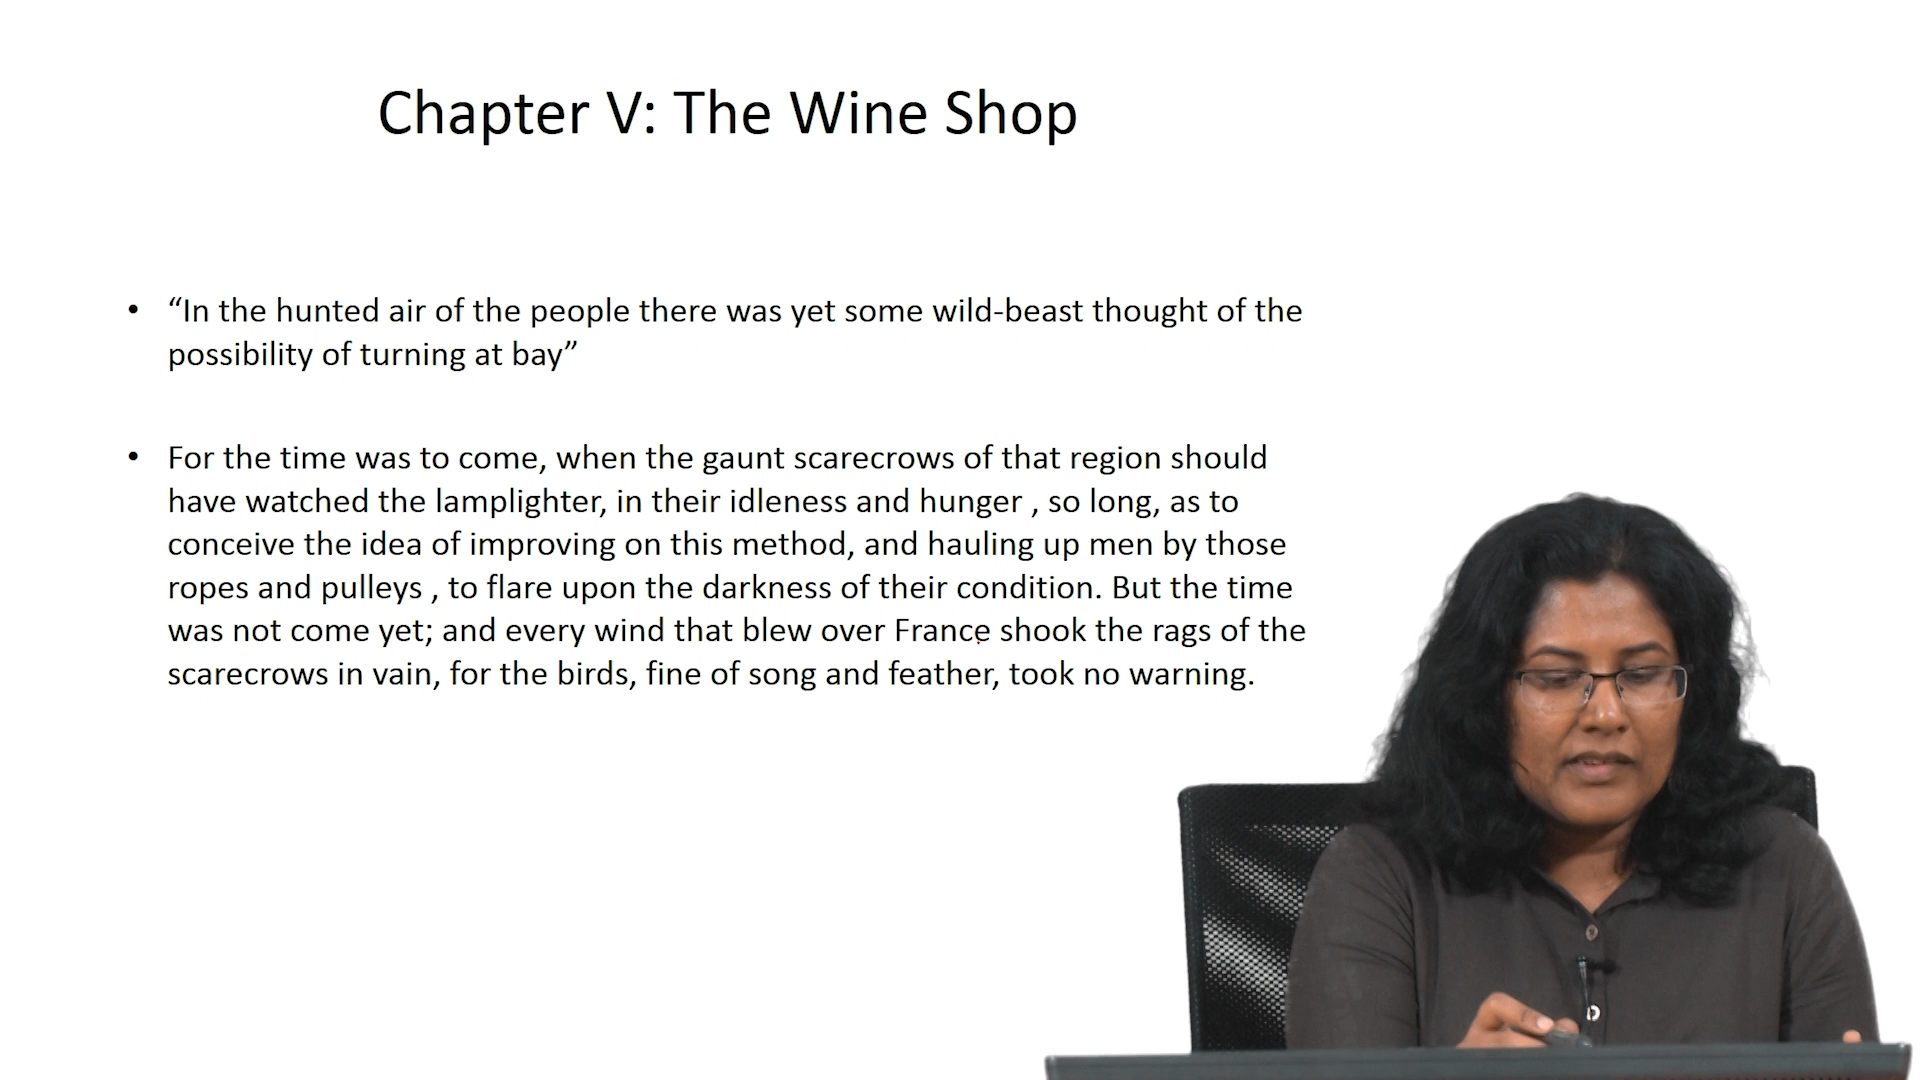 Chapter V: The Wine Shop
• “In the hunted air of the people there was yet some wild-beast thought of the
possibility of turning at bay”
• For the time was to come, when the gaunt scarecrows of that region should
have watched the lamplighter, in their idleness and hunger , so long, as to
conceive the idea of improving on this method, and hauling up men by those
ropes and pulleys , to flare upon the darkness of their condition. But the time
was not come yet; and every wind that blew over France shook the rags of the
scarecrows in vain, for the birds, fine of song and feather, took no warning.